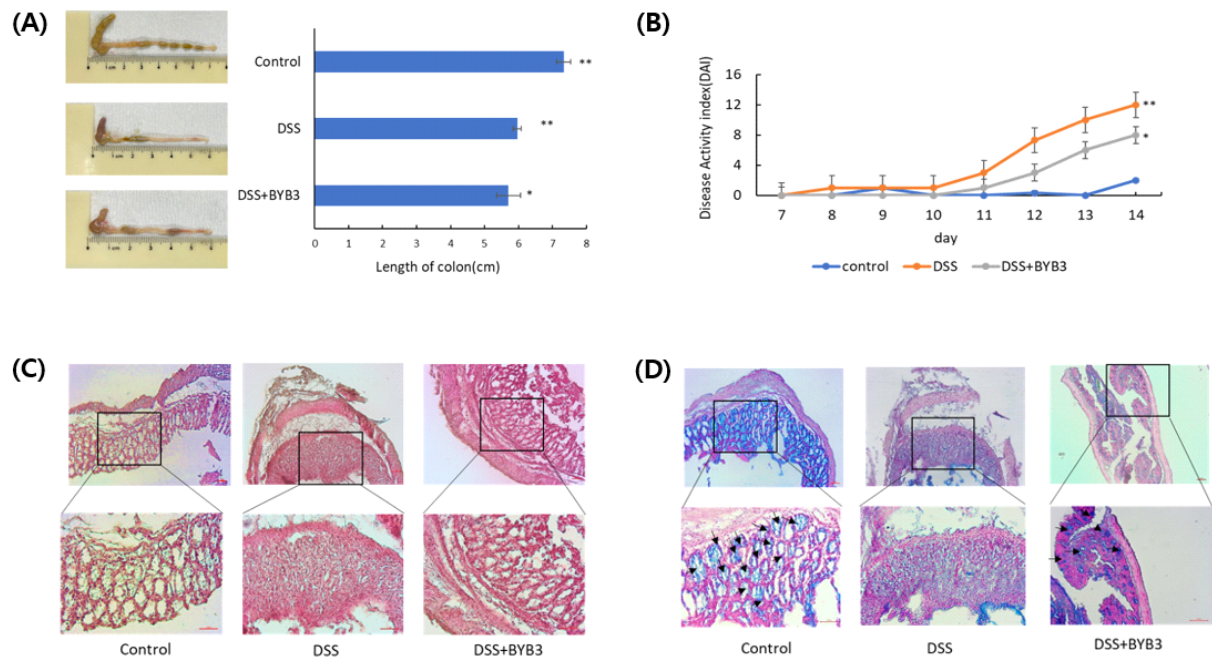 (A)
Control
**
DSS
**
DSS+BYB3
*
0 1 2 3 4 5 6 7 8
Length of colon(cm)
(B)
Disease Activity index(DAI)
16
12
8
4
0
**
*
7 8 9 10 11 12 13 14
day
control DSS DSS+BYB3
(C)
Control DSS DSS+BYB3
(D)
Control DSS DSS+BYB3